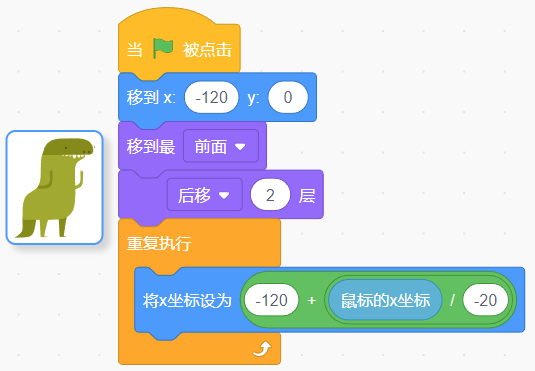 当 被点击
移到 x: -120 y: 0
移到最 前面
后移 2 层
重复执行
将x坐标设为 -120 + 鼠标的x坐标 / -20